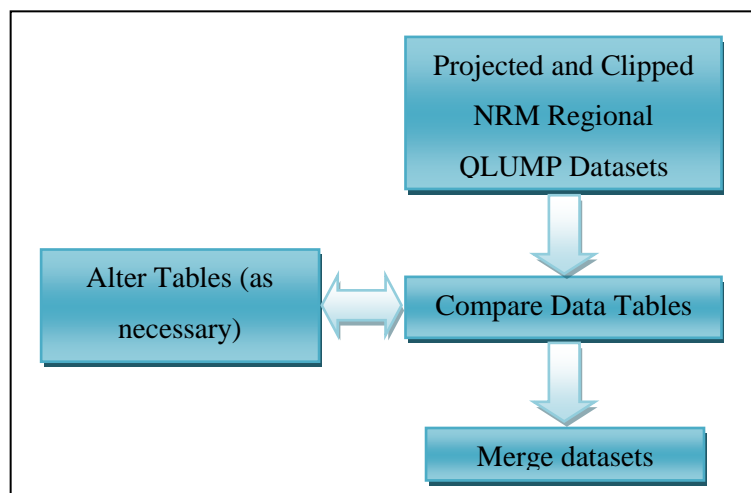 Projected and Clipped
NRM Regional
QLUMP Datasets
Alter Tables (as
necessary)
Compare Data Tables
Merge datasets